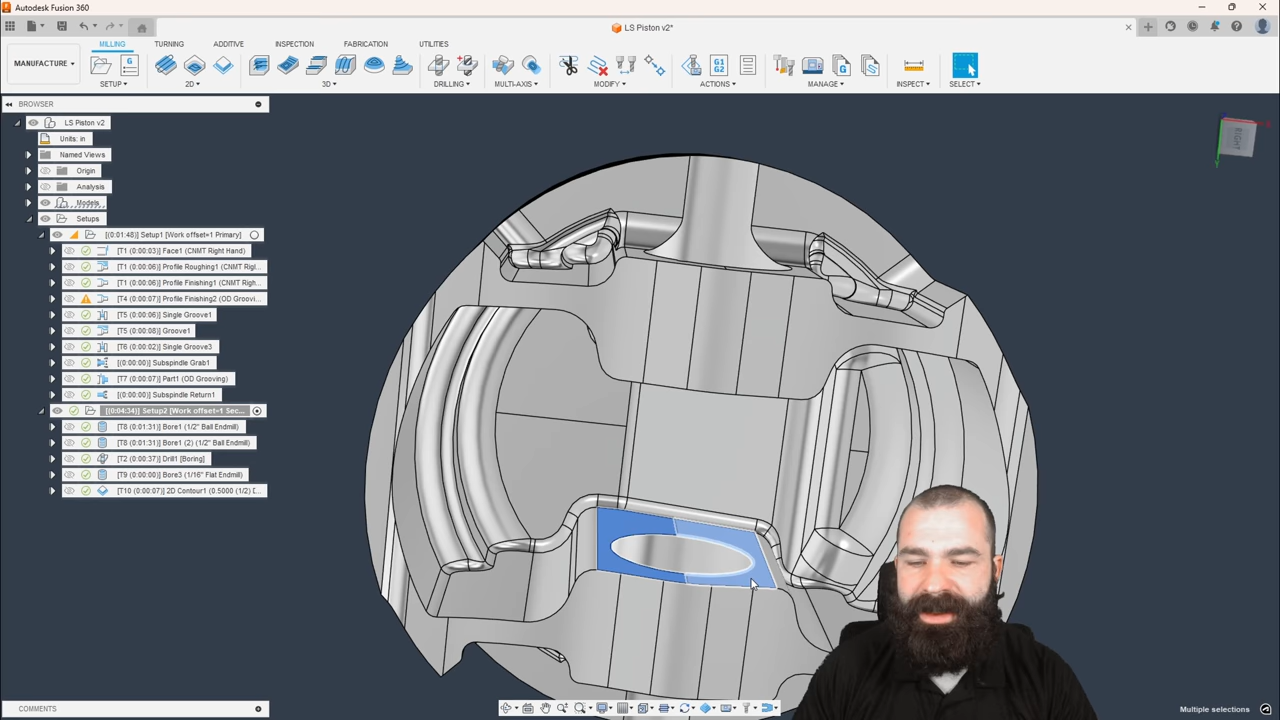 Autodesk Fusion 360
LS Piston v2*
MILLING TURNING ADDITIVE INSPECTION FABRICATION UTILITIES
MANUFACTURE
SETUP 2D 3D DRILLING MULTI-AXIS MODIFY ACTIONS MANAGE INSPECT SELECT
G
G1
G2
G
BROWSER
LS Piston v2
Units: in
Named Views
Origin
Analysis
Models
Setups
[(0:01:48)] Setup1 [Work offset=1 Primary]
[T1 (0:00:03)] Face1 (CNMT Right Hand)
[T1 (0:00:06)] Profile Roughing1 (CNMT Rig...
[T1 (0:00:06)] Profile Finishing1 (CNMT Righ...
[T4 (0:00:07)] Profile Finishing2 (OD Groovi...
[T5 (0:00:06)] Single Groove1
[T5 (0:00:08)] Groove1
[T6 (0:00:02)] Single Groove3
[(0:00:00)] Subspindle Grab1
[T7 (0:00:07)] Part1 (OD Grooving)
[(0:00:00)] Subspindle Return1
[(0:04:34)] Setup2 [Work offset=1 Sec...
[T8 (0:01:31)] Bore1 (1/2" Ball Endmill)
[T8 (0:01:31)] Bore1 (2) (1/2" Ball Endmill)
[T2 (0:00:37)] Drill1 [Boring]
[T9 (0:00:00)] Bore3 (1/16" Flat Endmill)
[T10 (0:00:07)] 2D Contour1 (0.5000 (1/2) [...
RIGHT
COMMENTS
Multiple selections